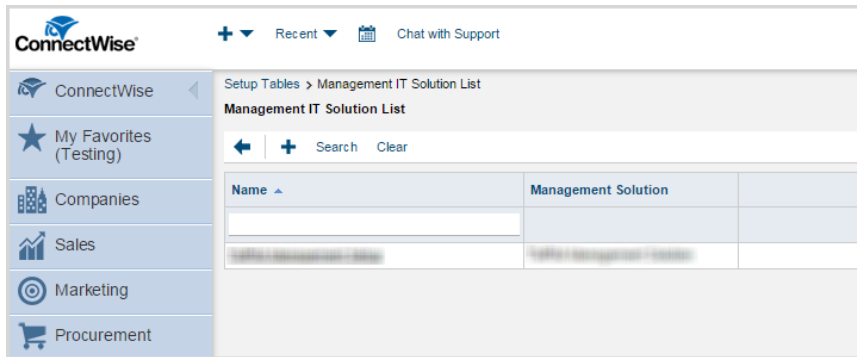 ConnectWise®
Recent Chat with Support
ConnectWise
My Favorites
(Testing)
Companies
Sales
Marketing
Procurement
Setup Tables > Management IT Solution List
Management IT Solution List
Search Clear
Name Management Solution